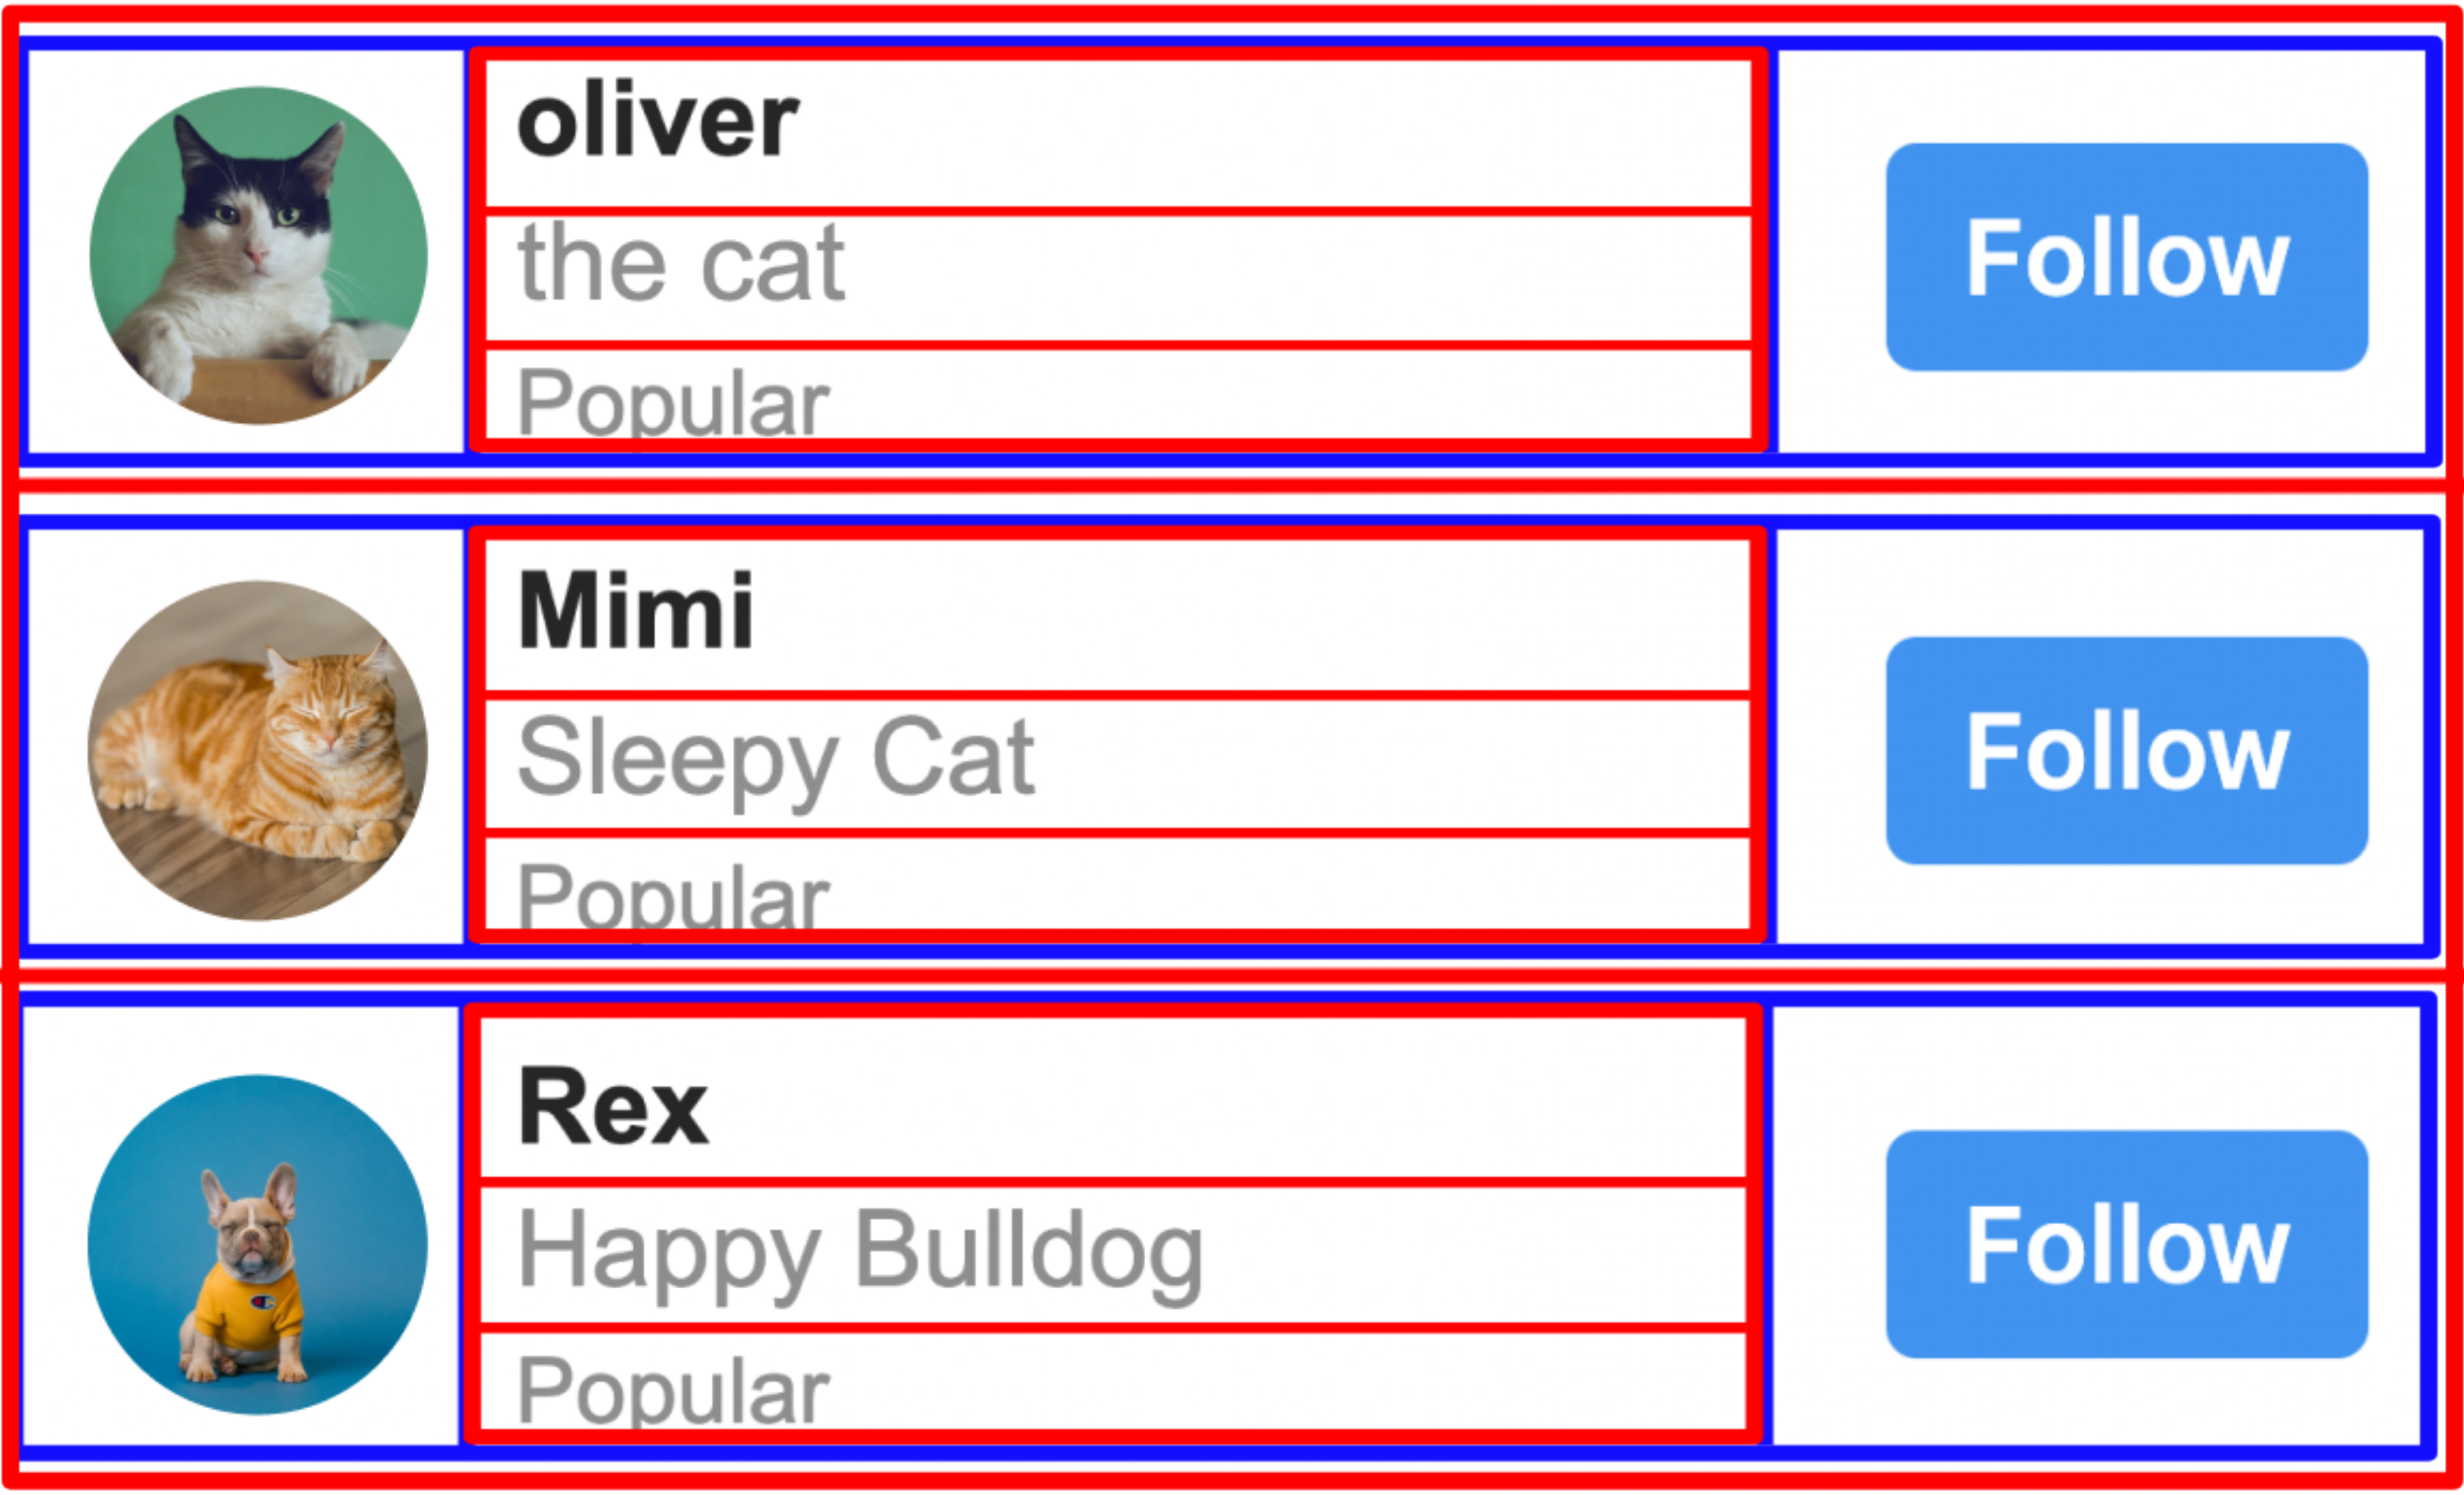 oliver
the cat
Popular
Follow
Mimi
Sleepy Cat
Popular
Follow
Rex
Happy Bulldog
Popular
Follow